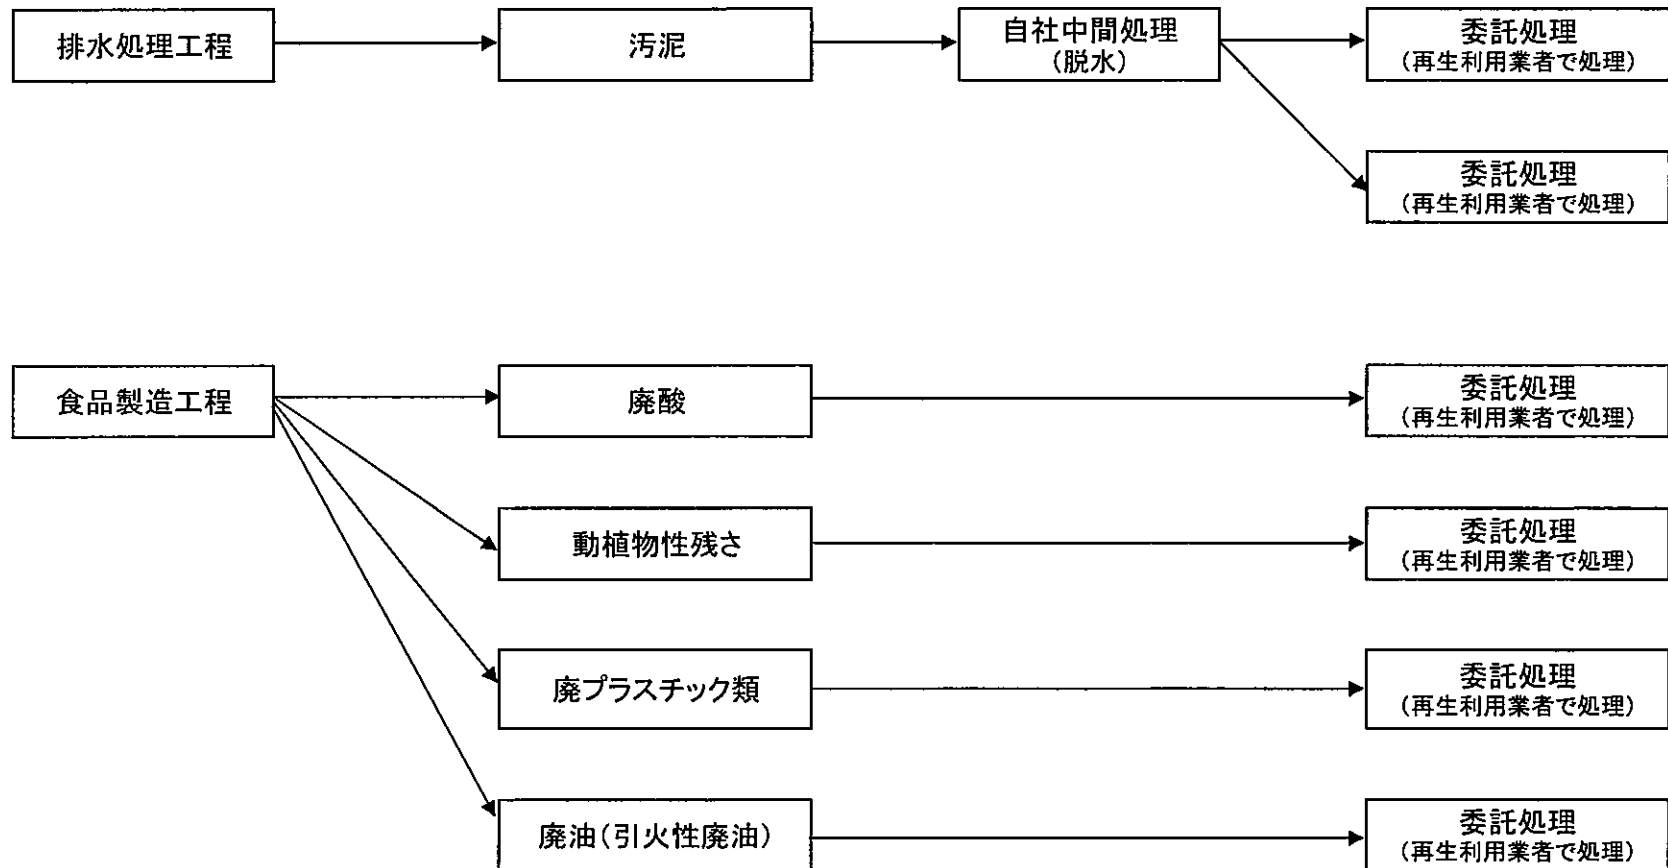 排水処理工程
汚泥
自社中間処理
(脱水)
委託処理
(再生利用業者で処理)
委託処理
(再生利用業者で処理)
食品製造工程
廃酸
委託処理
(再生利用業者で処理)
動植物性残さ
委託処理
(再生利用業者で処理)
廃プラスチック類
委託処理
(再生利用業者で処理)
廃油(引火性廃油)
委託処理
(再生利用業者で処理)